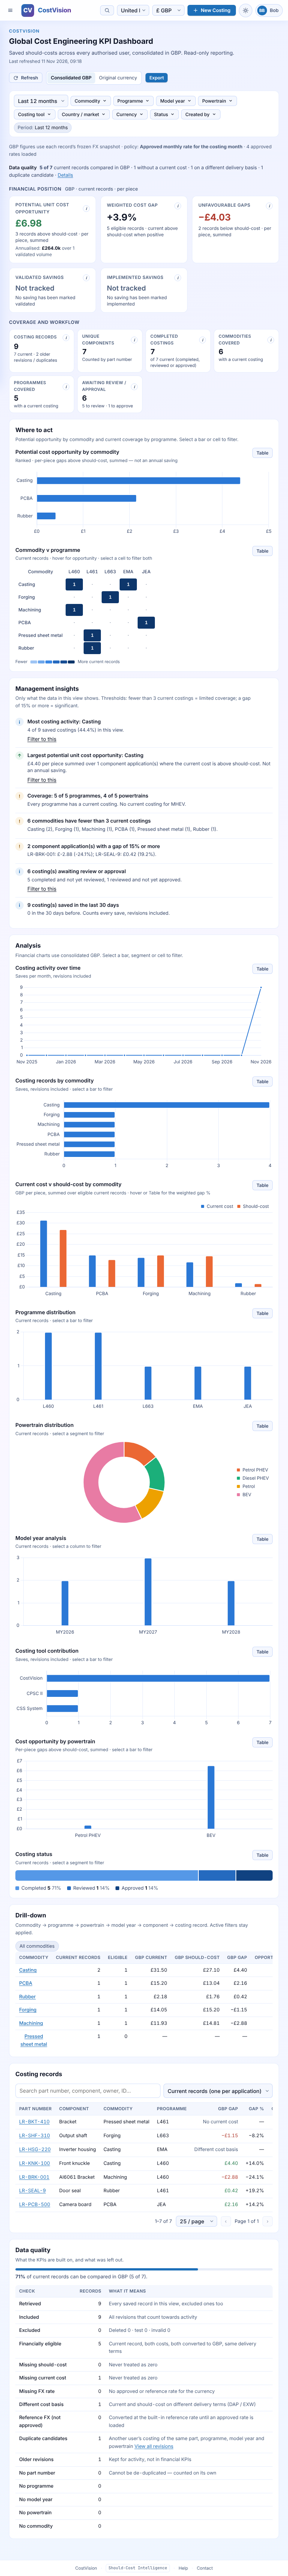 CV CostVision
United I
£ GBP
+ New Costing
BB Bob
COSTVISION
Global Cost Engineering KPI Dashboard
Saved should-costs across every authorised user, consolidated in GBP. Read-only reporting.
Last refreshed 11 Nov 2026, 09:18
Refresh
Consolidated GBP
Original currency
Export
Last 12 months
Commodity
Programme
Model year
Powertrain
Costing tool
Country / market
Currency
Status
Created by
Period: Last 12 months
GBP figures use each record's frozen FX snapshot · policy: Approved monthly rate for the costing month · 4 approved rates loaded
Data quality 5 of 7 current records compared in GBP · 1 without a current cost · 1 on a different delivery basis · 1 duplicate candidate · Details
FINANCIAL POSITION GBP · current records · per piece
POTENTIAL UNIT COST OPPORTUNITY
£6.98
3 records above should-cost · per piece, summed
Annualised: £264.0k over 1 validated volume
WEIGHTED COST GAP
+3.9%
5 eligible records · current above should-cost when positive
UNFAVOURABLE GAPS
−£4.03
2 records below should-cost · per piece, summed
VALIDATED SAVINGS
Not tracked
No saving has been marked validated
IMPLEMENTED SAVINGS
Not tracked
No saving has been marked implemented
COVERAGE AND WORKFLOW
COSTING RECORDS
9
1 current · 2 older revisions / duplicates
UNIQUE COMPONENTS
7
Counted by part number
COMPLETED COSTINGS
7
of 7 current (completed, reviewed or approved)
COMMODITIES COVERED
6
with a current costing
PROGRAMMES COVERED
5
with a current costing
AWAITING REVIEW / APPROVAL
6
5 to review · 1 to approve
Where to act
Potential opportunity by commodity and current coverage by programme. Select a bar or cell to filter.
Potential cost opportunity by commodity
Table
Ranked · per-piece gaps above should-cost, summed — not an annual saving
Casting
PCBA
Rubber
£0 £1 £2 £3 £4 £5
Commodity v programme
Table
Current records · hover for opportunity · select a cell to filter both
Commodity L460 L461 L663 EMA JEA
Casting 1 1
Forging 1
Machining 1
PCBA 1
Pressed sheet metal 1
Rubber 1
Fewer More current records
Management insights
Only what the data in this view shows. Thresholds: fewer than 3 current costings = limited coverage; a gap of 15% or more = significant.
Most costing activity: Casting
4 of 9 saved costings (44.4%) in this view.
Filter to this
Largest potential unit cost opportunity: Casting
£4.40 per piece summed over 1 component application(s) where the current cost is above should-cost. Not an annual saving.
Filter to this
Coverage: 5 of 5 programmes, 4 of 5 powertrains
Every programme has a current costing. No current costing for MHEV.
6 commodities have fewer than 3 current costings
Casting (2), Forging (1), Machining (1), PCBA (1), Pressed sheet metal (1), Rubber (1).
2 component application(s) with a gap of 15% or more
LR-BRK-001: £-2.88 (-24.1%); LR-SEAL-9: £0.42 (19.2%).
6 costing(s) awaiting review or approval
5 completed and not yet reviewed, 1 reviewed and not yet approved.
Filter to this
9 costing(s) saved in the last 30 days
0 in the 30 days before. Counts every save, revisions included.
Analysis
Financial charts use consolidated GBP. Select a bar, segment or cell to filter.
Costing activity over time
Table
Saves per month, revisions included
9
8
7
6
5
4
3
2
1
0
Nov 2025 Jan 2026 Mar 2026 May 2026 Jul 2026 Sep 2026 Nov 2026
Costing records by commodity
Table
Saves, revisions included · select a bar to filter
Casting
Forging
Machining
PCBA
Pressed sheet metal
Rubber
0 1 2 3 4
Current cost v should-cost by commodity
Table
GBP per piece, summed over eligible current records · hover or Table for the weighted gap %
Current cost Should-cost
£35
£30
£25
£20
£15
£10
£5
£0
Casting PCBA Forging Machining Rubber
Programme distribution
Table
Current records · select a bar to filter
2
1
0
L460 L461 L663 EMA JEA
Powertrain distribution
Table
Current records · select a segment to filter
Petrol PHEV
Diesel PHEV
Petrol
BEV
Model year analysis
Table
Current records · select a column to filter
3
2
1
0
MY2026 MY2027 MY2028
Costing tool contribution
Table
Saves, revisions included · select a bar to filter
CostVision
CPSC II
CSS System
0 1 2 3 4 5 6 7
Cost opportunity by powertrain
Table
Per-piece gaps above should-cost, summed · select a bar to filter
£7
£6
£5
£4
£3
£2
£1
£0
Petrol PHEV BEV
Costing status
Table
Current records · select a segment to filter
Completed 5 71% Reviewed 1 14% Approved 1 14%
Drill-down
Commodity → programme → powertrain → model year → component → costing record. Active filters stay applied.
All commodities
COMMODITY CURRENT RECORDS ELIGIBLE GBP CURRENT GBP SHOULD-COST GBP GAP OPPORT
Casting 2 1 £31.50 £27.10 £4.40
PCBA 1 1 £15.20 £13.04 £2.16
Rubber 1 1 £2.18 £1.76 £0.42
Forging 1 1 £14.05 £15.20 −£1.15
Machining 1 1 £11.93 £14.81 −£2.88
Pressed sheet metal 1 0 — — —
Costing records
Search part number, component, owner, ID…
Current records (one per application)
PART NUMBER COMPONENT COMMODITY PROGRAMME GBP GAP GAP %
LR-BKT-410 Bracket Pressed sheet metal L461 No current cost —
LR-SHF-310 Output shaft Forging L663 −£1.15 −8.2%
LR-HSG-220 Inverter housing Casting EMA Different cost basis —
LR-KNK-100 Front knuckle Casting L460 £4.40 +14.0%
LR-BRK-001 Al6061 Bracket Machining L460 −£2.88 −24.1%
LR-SEAL-9 Door seal Rubber L461 £0.42 +19.2%
LR-PCB-500 Camera board PCBA JEA £2.16 +14.2%
1–7 of 7
25 / page
Page 1 of 1
Data quality
What the KPIs are built on, and what was left out.
71% of current records can be compared in GBP (5 of 7).
CHECK RECORDS WHAT IT MEANS
Retrieved 9 Every saved record in this view, excluded ones too
Included 9 All revisions that count towards activity
Excluded 0 Deleted 0 · test 0 · invalid 0
Financially eligible 5 Current record, both costs, both converted to GBP, same delivery terms
Missing should-cost 0 Never treated as zero
Missing current cost 1 Never treated as zero
Missing FX rate 0 No approved or reference rate for the currency
Different cost basis 1 Current and should-cost on different delivery terms (DAP / EXW)
Reference FX (not approved) 0 Converted at the built-in reference rate until an approved rate is loaded
Duplicate candidates 1 Another user's costing of the same part, programme, model year and powertrain View all revisions
Older revisions 1 Kept for activity, not in financial KPIs
No part number 0 Cannot be de-duplicated — counted on its own
No programme 0
No model year 0
No powertrain 0
No commodity 0
CostVision Should-Cost Intelligence Help Contact